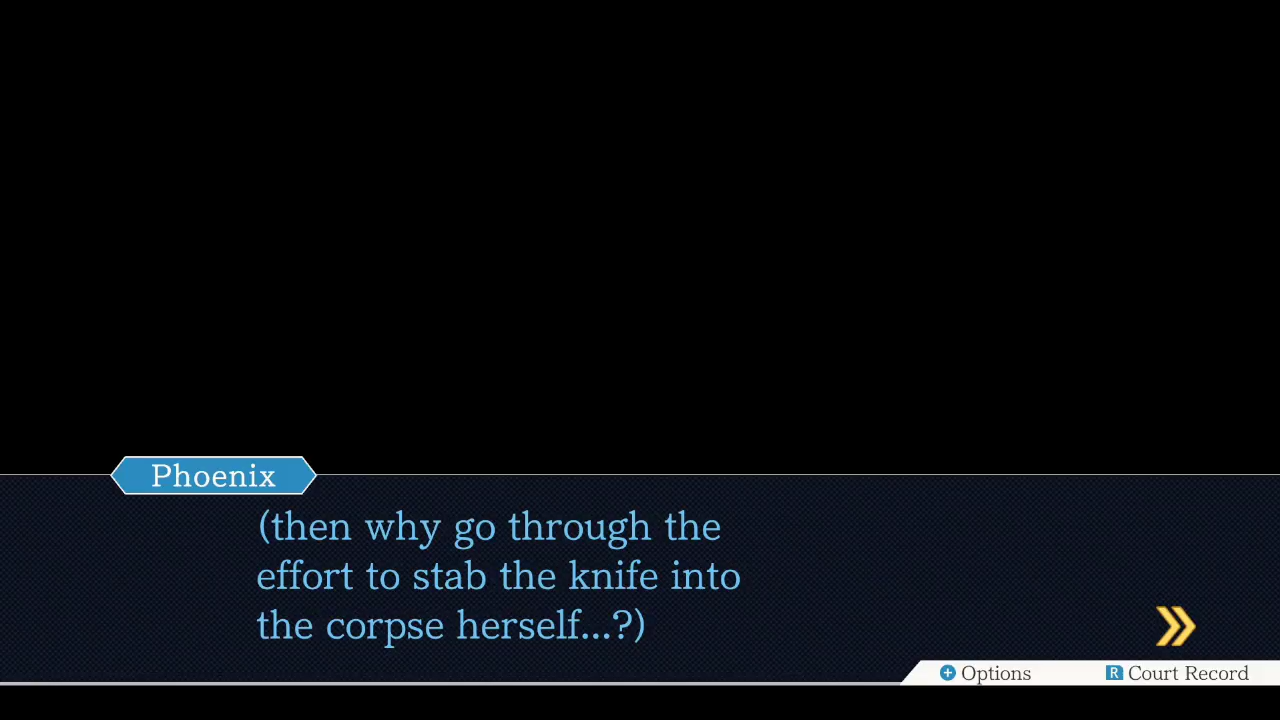 Phoenix
(then why go through the
effort to stab the knife into
the corpse herself...?)
+ Options
R Court Record